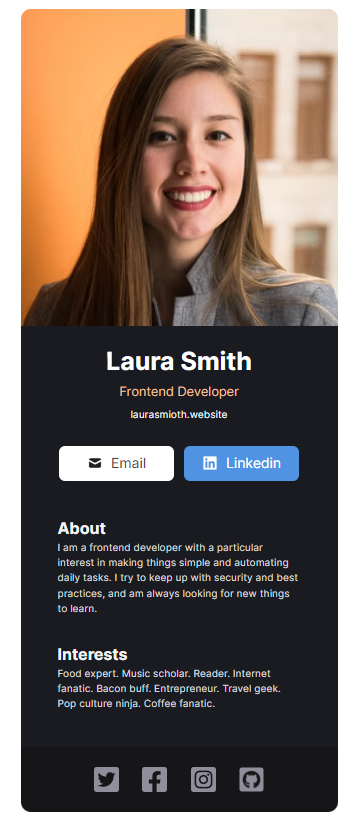 Laura Smith
Frontend Developer
laurasmioth.website
Email
Linkedin
About
I am a frontend developer with a particular
interest in making things simple and automating
daily tasks. I try to keep up with security and best
practices, and am always looking for new things
to learn.
Interests
Food expert. Music scholar. Reader. Internet
fanatic. Bacon buff. Entrepreneur. Travel geek.
Pop culture ninja. Coffee fanatic.